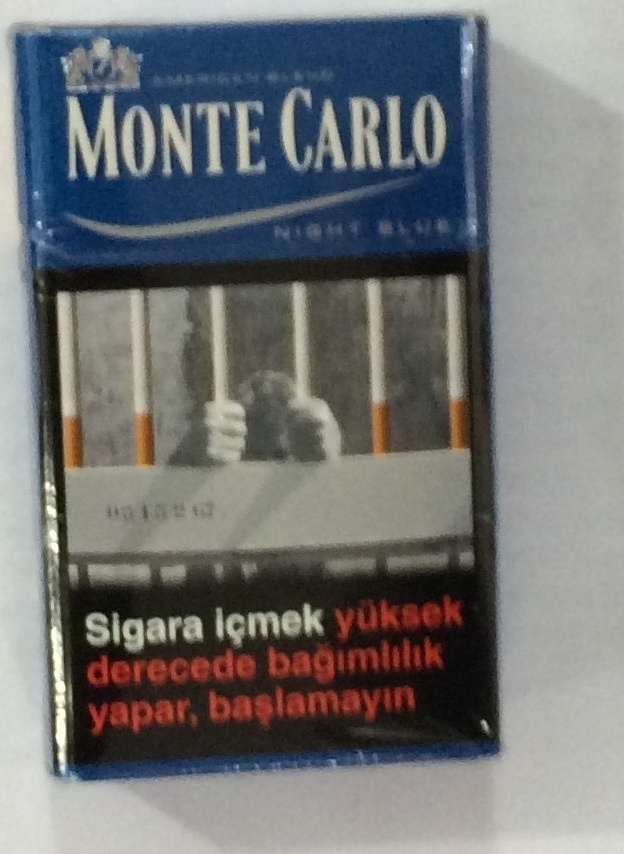 AMERICAN BLEND
MONTE CARLO
NIGHT BLUE
Sigara içmek yüksek
derecede bağımlılık
yapar, başlamayın